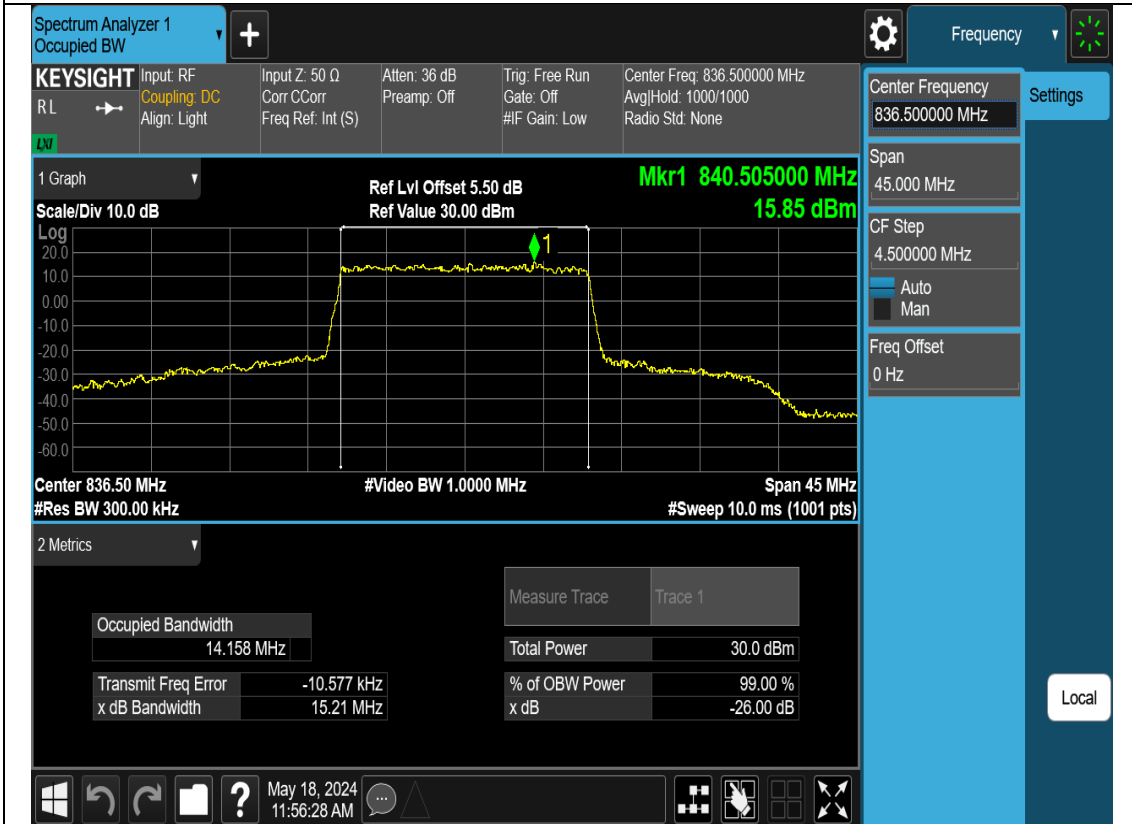 Spectrum Analyzer 1
Occupied BW
+
Frequency
KEYSIGHT
RL
LXI
Input: RF
Coupling: DC
Align: Light
Input Z: 50 Ω
Corr CCorr
Freq Ref: Int (S)
Atten: 36 dB
Preamp: Off
Trig: Free Run
Gate: Off
#IF Gain: Low
Center Freq: 836.500000 MHz
Avg|Hold: 1000/1000
Radio Std: None
Center Frequency
836.500000 MHz
Settings
Span
45.000 MHz
CF Step
4.500000 MHz
Auto
Man
Freq Offset
0 Hz
Local
1 Graph
Scale/Div 10.0 dB
Ref Lvl Offset 5.50 dB
Ref Value 30.00 dBm
Mkr1 840.505000 MHz
15.85 dBm
Log
1
20.0
10.0
0.00
-10.0
-20.0
-30.0
-40.0
-50.0
-60.0
Center 836.50 MHz
#Video BW 1.0000 MHz
Span 45 MHz
#Res BW 300.00 kHz
#Sweep 10.0 ms (1001 pts)
2 Metrics
Measure Trace
Trace 1
Occupied Bandwidth
14.158 MHz
Total Power
30.0 dBm
Transmit Freq Error
-10.577 kHz
% of OBW Power
99.00 %
x dB Bandwidth
15.21 MHz
x dB
-26.00 dB
?
May 18, 2024
11:56:28 AM